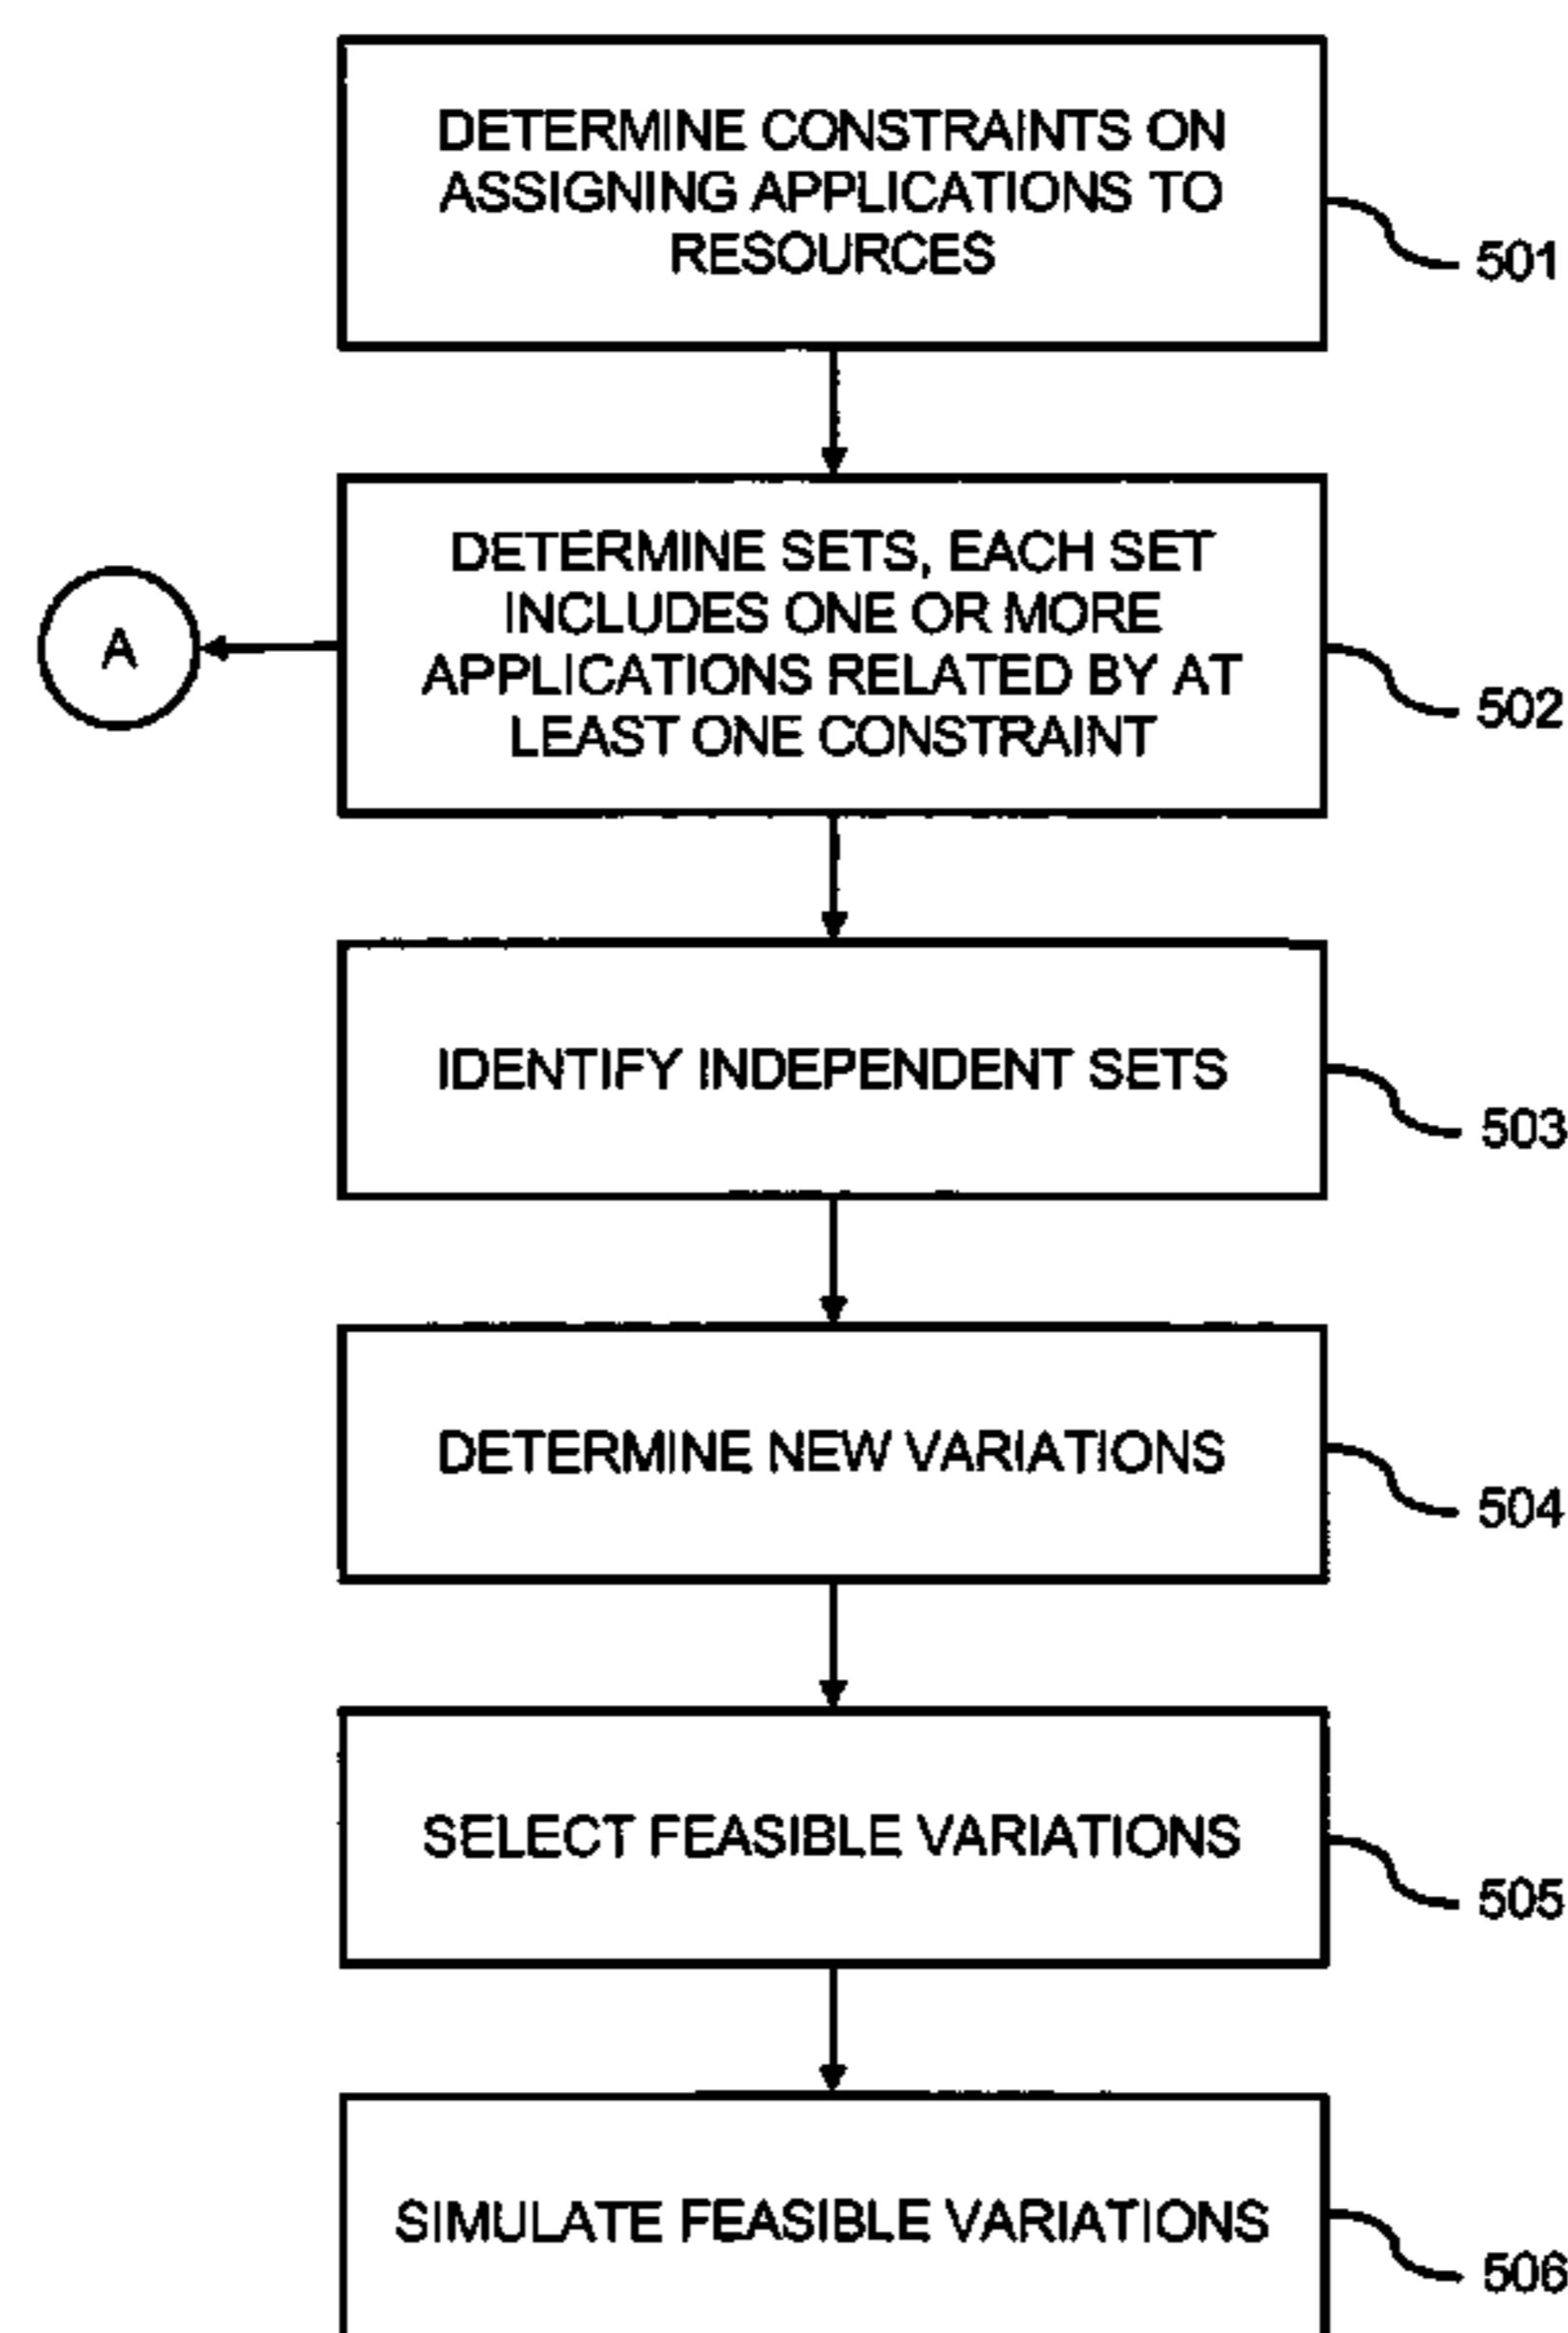 DETERMINE CONSTRAINTS ON
ASSIGNING APPLICATIONS TO
RESOURCES
501
DETERMINE SETS, EACH SET
INCLUDES ONE OR MORE
APPLICATIONS RELATED BY AT
LEAST ONE CONSTRAINT
A
502
IDENTIFY INDEPENDENT SETS
503
DETERMINE NEW VARIATIONS
504
SELECT FEASIBLE VARIATIONS
505
SIMULATE FEASIBLE VARIATIONS
506